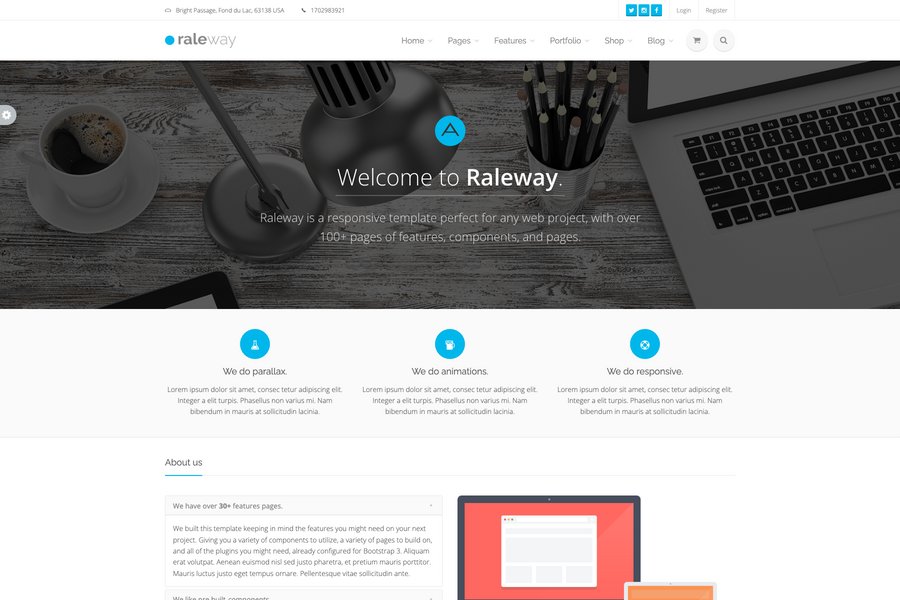 Bright Passage, Fond du Lac, 63138 USA
1702983921
Login
Register
raleway
Home
Pages
Features
Portfolio
Shop
Blog
Welcome to Raleway.
Raleway is a responsive template perfect for any web project, with over
100+ pages of features, components, and pages.
We do parallax.
Lorem ipsum dolor sit amet, consec tetur adipiscing elit.
Integer a elit turpis. Phasellus non varius mi. Nam
bibendum in mauris at sollicitudin lacinia.
We do animations.
Lorem ipsum dolor sit amet, consec tetur adipiscing elit.
Integer a elit turpis. Phasellus non varius mi. Nam
bibendum in mauris at sollicitudin lacinia.
We do responsive.
Lorem ipsum dolor sit amet, consec tetur adipiscing elit.
Integer a elit turpis. Phasellus non varius mi. Nam
bibendum in mauris at sollicitudin lacinia.
About us
We have over 30+ features pages.
We built this template keeping in mind the features you might need on your next
project. Giving you a variety of components to utilize, a variety of pages to build on,
and all of the plugins you might need, already configured for Bootstrap 3. Aliquam
erat volutpat. Aenean euismod nisl sed justo pharetra, et pretium mauris porttitor.
Mauris luctus justo eget tempus ornare. Pellentesque vitae sollicitudin ante.
We like pre built components.